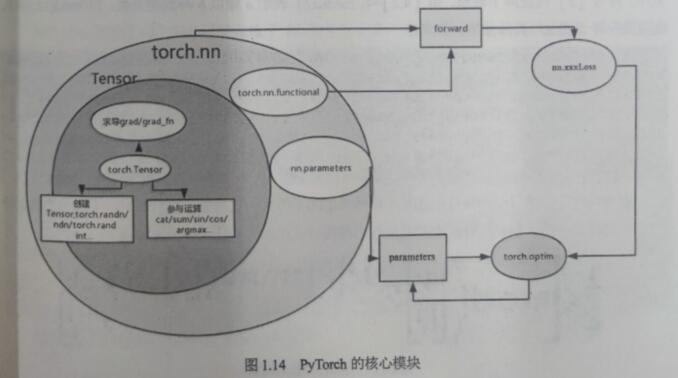 forward
torch.nn
nn.xxxLoss
Tensor
torch.nn.functional
求导grad/grad_fn
torch.Tensor
nn.parameters
创建
Tensor,torch.randn/
ndn/torch.rand
int...
参与运算
cat/sum/sin/cos/
argmax...
parameters
torch.optim
图 1.14 PyTorch 的核心模块